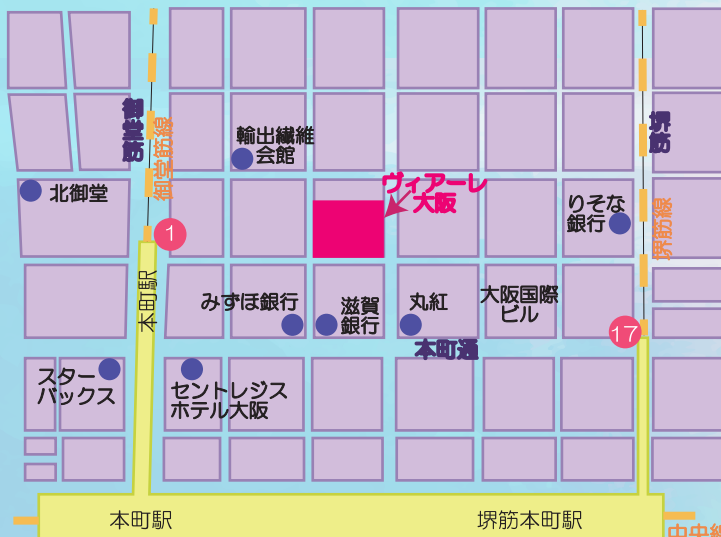 御堂筋
御堂筋線
堺筋
堺筋線
輸出繊維
会館
北御堂
ヴィアーレ
大阪
りそな
銀行
1
本町駅
みずほ銀行
滋賀
銀行
丸紅
大阪国際
ビル
17
本町通
スター
バックス
セントレジス
ホテル大阪
本町駅
堺筋本町駅
中央線